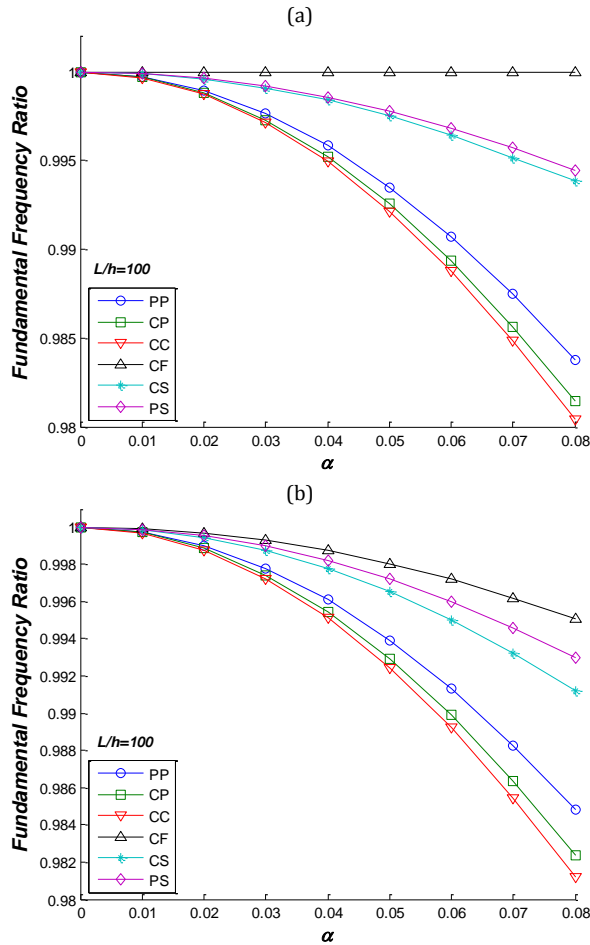 (a)
Fundamental Frequency Ratio
1
0.995
0.99
0.985
0.98
L/h=100
PP
CP
CC
CF
CS
PS
0 0.01 0.02 0.03 0.04 0.05 0.06 0.07 0.08
α
(b)
Fundamental Frequency Ratio
1
0.998
0.996
0.994
0.992
0.99
0.988
0.986
0.984
0.982
0.98
L/h=100
PP
CP
CC
CF
CS
PS
0 0.01 0.02 0.03 0.04 0.05 0.06 0.07 0.08
α